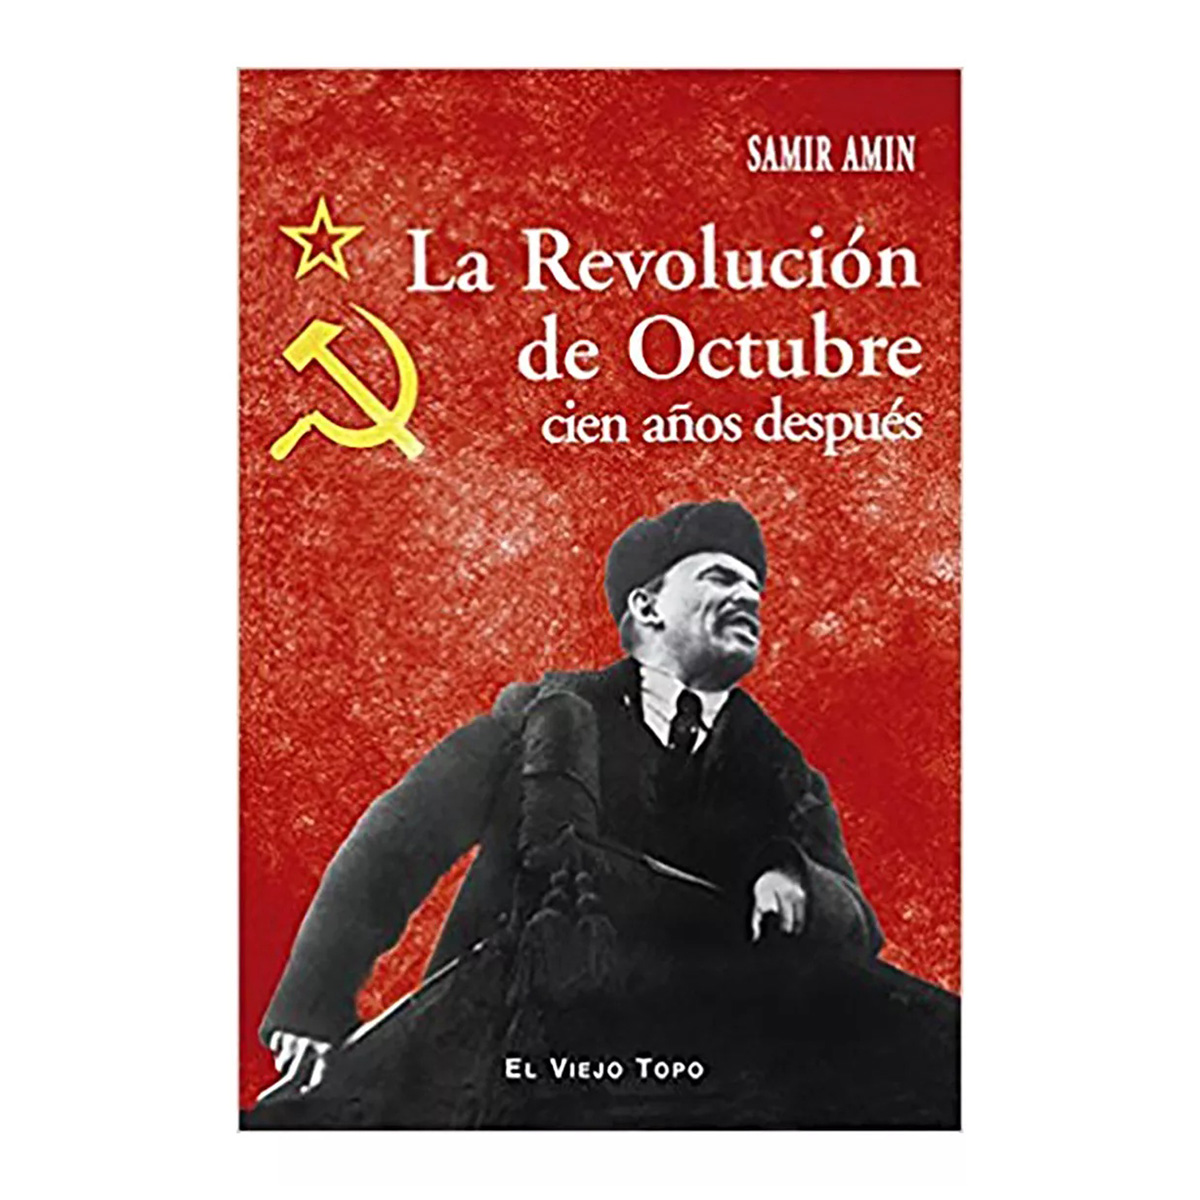 SAMIR AMIN
La Revolución
de Octubre
cien años después
EL VIEJO TOPO